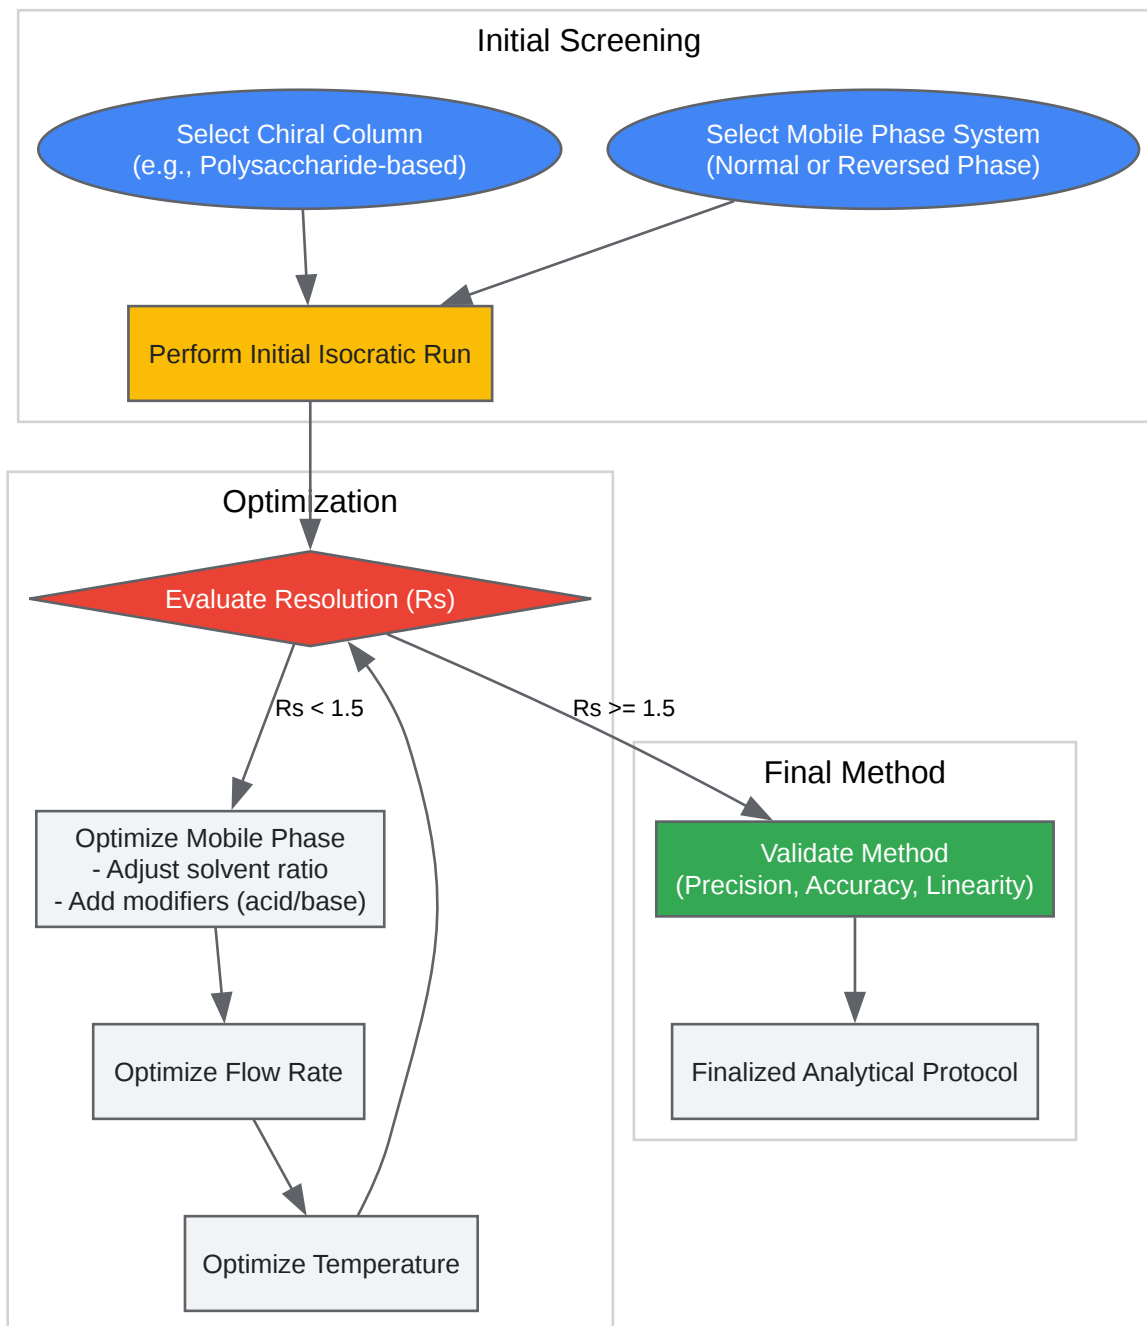 Initial Screening
Select Chiral Column
(e.g., Polysaccharide-based)
Select Mobile Phase System
(Normal or Reversed Phase)
Perform Initial Isocratic Run
Optimization
Evaluate Resolution (Rs)
Rs < 1.5
Rs >= 1.5
Optimize Mobile Phase
- Adjust solvent ratio
- Add modifiers (acid/base)
Optimize Flow Rate
Optimize Temperature
Final Method
Validate Method
(Precision, Accuracy, Linearity)
Finalized Analytical Protocol